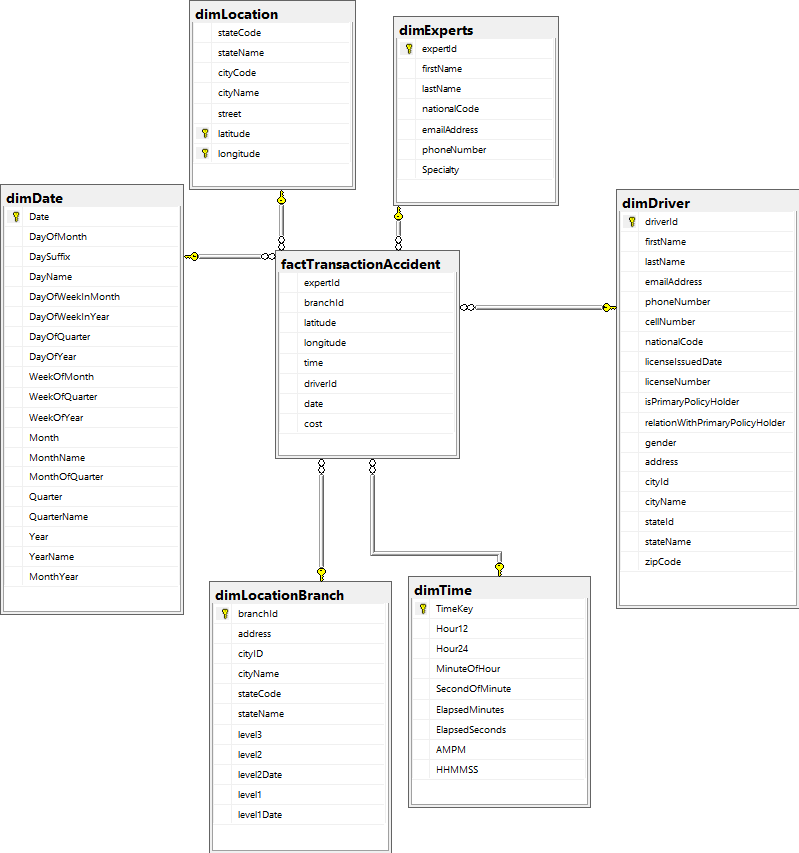 dimLocation
stateCode
stateName
cityCode
cityName
street
latitude
longitude
dimExperts
expertId
firstName
lastName
nationalCode
emailAddress
phoneNumber
Specialty
dimDate
Date
DayOfMonth
DaySuffix
DayName
DayOfWeekInMonth
DayOfWeekInYear
DayOfQuarter
DayOfYear
WeekOfMonth
WeekOfQuarter
WeekOfYear
Month
MonthName
MonthOfQuarter
Quarter
QuarterName
Year
YearName
MonthYear
factTransactionAccident
expertId
branchId
latitude
longitude
time
driverId
date
cost
dimDriver
driverId
firstName
lastName
emailAddress
phoneNumber
cellNumber
nationalCode
licenseIssuedDate
licenseNumber
isPrimaryPolicyHolder
relationWithPrimaryPolicyHolder
gender
address
cityId
cityName
stateId
stateName
zipCode
dimLocationBranch
branchId
address
cityID
cityName
stateCode
stateName
level3
level2
level2Date
level1
level1Date
dimTime
TimeKey
Hour12
Hour24
MinuteOfHour
SecondOfMinute
ElapsedMinutes
ElapsedSeconds
AMPM
HHMMSS